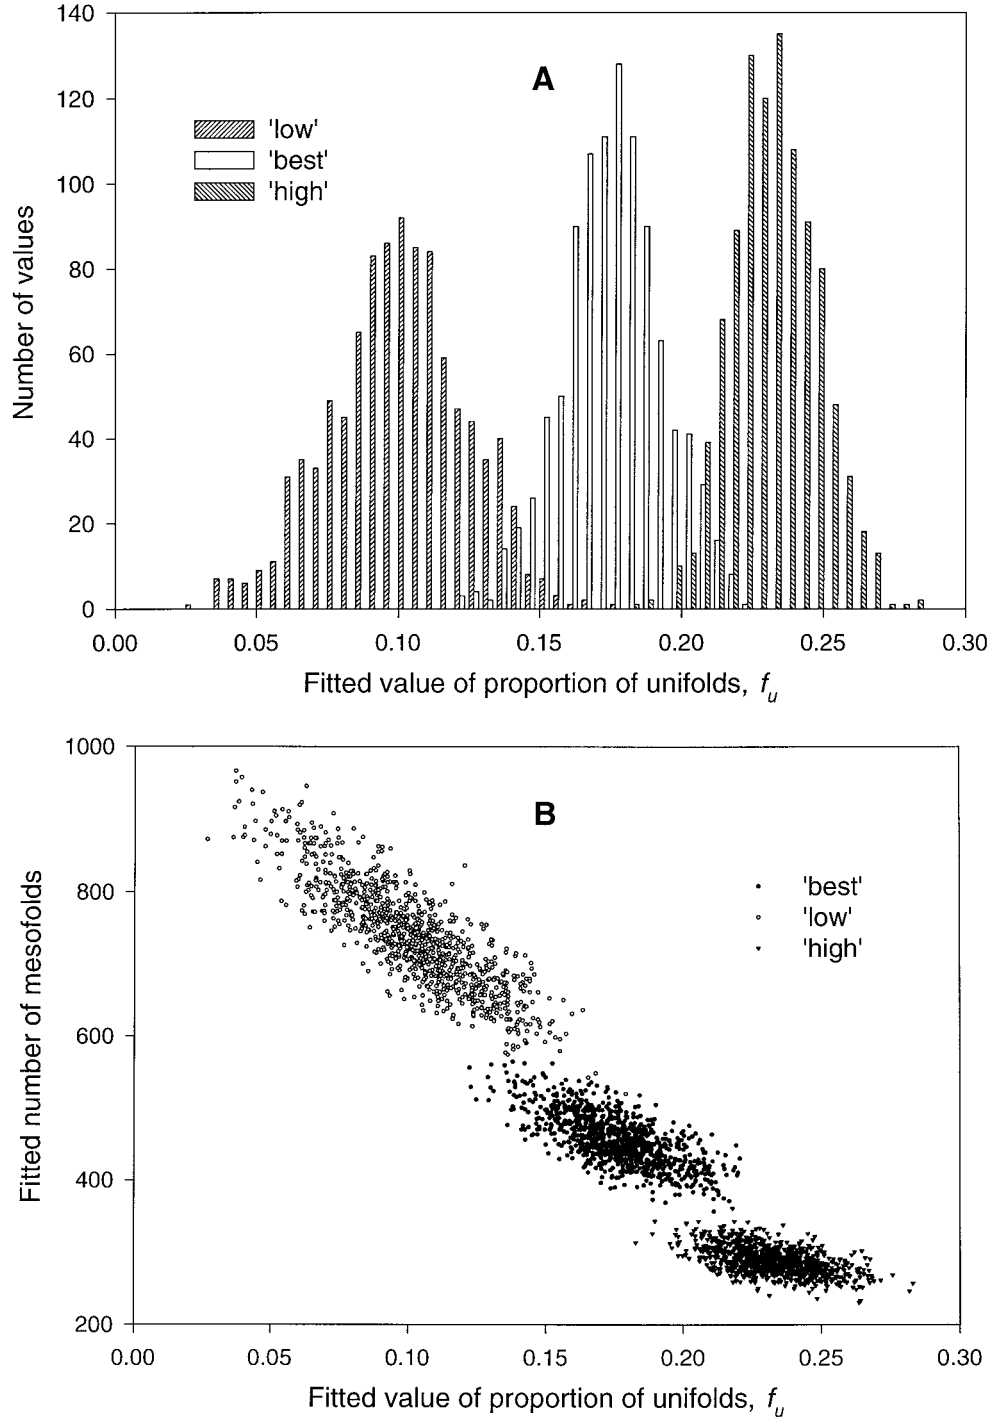 140
120
100
80
60
40
20
0
Number of values
A
'low'
'best'
'high'
0.00 0.05 0.10 0.15 0.20 0.25 0.30
Fitted value of proportion of unifolds, fu
1000
800
600
400
200
Fitted number of mesofolds
B
'best'
'low'
'high'
0.00 0.05 0.10 0.15 0.20 0.25 0.30
Fitted value of proportion of unifolds, fu